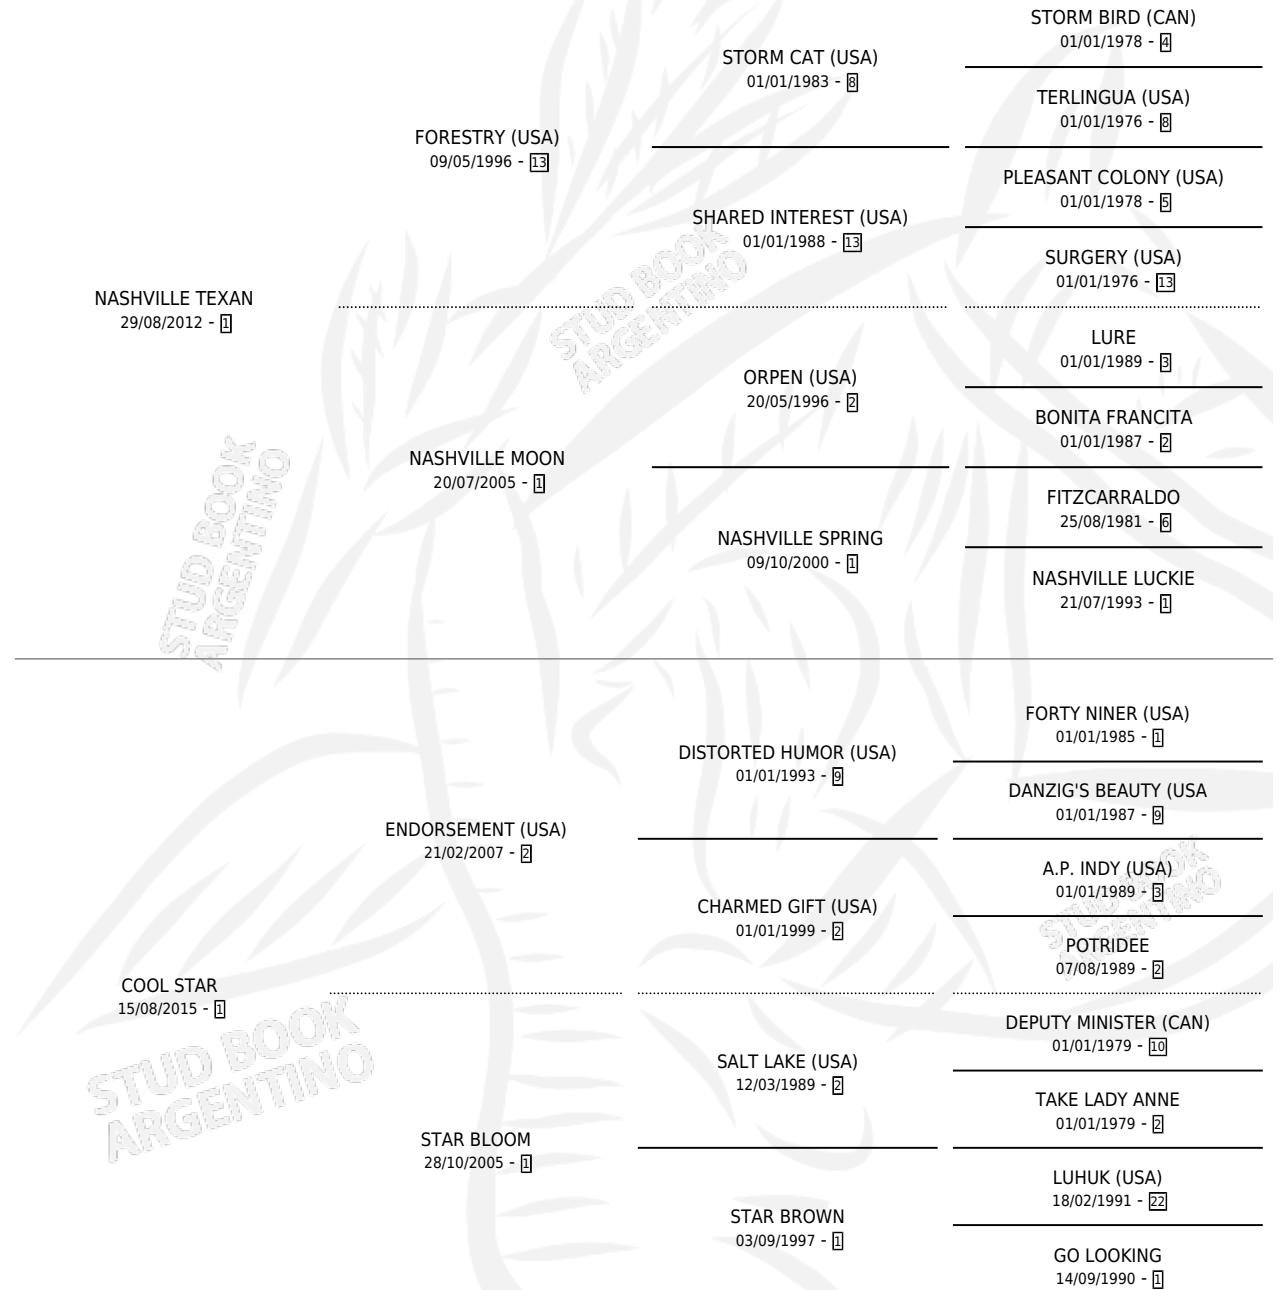 STORM BIRD (CAN)
01/01/1978 - 4
STORM CAT (USA)
01/01/1983 - 8
TERLINGUA (USA)
01/01/1976 - 8
FORESTRY (USA)
09/05/1996 - 13
PLEASANT COLONY (USA)
01/01/1978 - 5
SHARED INTEREST (USA)
01/01/1988 - 13
SURGERY (USA)
01/01/1976 - 13
NASHVILLE TEXAN
29/08/2012 - 1
STUD BOOK
ARGENTINO
LURE
01/01/1989 - 3
ORPEN (USA)
20/05/1996 - 2
BONITA FRANCITA
01/01/1987 - 2
NASHVILLE MOON
20/07/2005 - 1
STUD BOOK
ARGENTINO
FITZCARRALDO
25/08/1981 - 6
NASHVILLE SPRING
09/10/2000 - 1
NASHVILLE LUCKIE
21/07/1993 - 1
FORTY NINER (USA)
01/01/1985 - 1
DISTORTED HUMOR (USA)
01/01/1993 - 9
DANZIG'S BEAUTY (USA
01/01/1987 - 9
ENDORSEMENT (USA)
21/02/2007 - 2
A.P. INDY (USA)
01/01/1989 - 3
STUD BOOK
ARGENTINO
CHARMED GIFT (USA)
01/01/1999 - 2
POTRIDEE
07/08/1989 - 2
COOL STAR
15/08/2015 - 1
STUD BOOK
ARGENTINO
DEPUTY MINISTER (CAN)
01/01/1979 - 10
SALT LAKE (USA)
12/03/1989 - 2
TAKE LADY ANNE
01/01/1979 - 2
STAR BLOOM
28/10/2005 - 1
LUHUK (USA)
18/02/1991 - 22
STAR BROWN
03/09/1997 - 1
GO LOOKING
14/09/1990 - 1